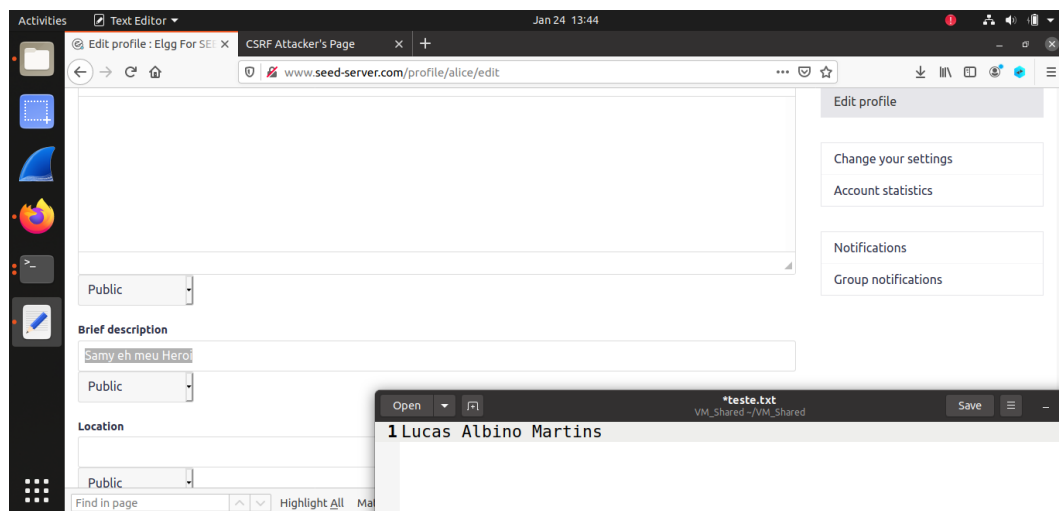 Activities Text Editor Jan 24 13:44
Edit profile : Elgg For SEE CSRF Attacker's Page
www.seed-server.com/profile/alice/edit
Edit profile
Change your settings
Account statistics
Notifications
Group notifications
Public
Brief description
Samy eh meu Heroi
Public
Location
Public
Find in page Highlight All Ma
Open *teste.txt Save
VM_Shared ~/VM_Shared
1 Lucas Albino Martins